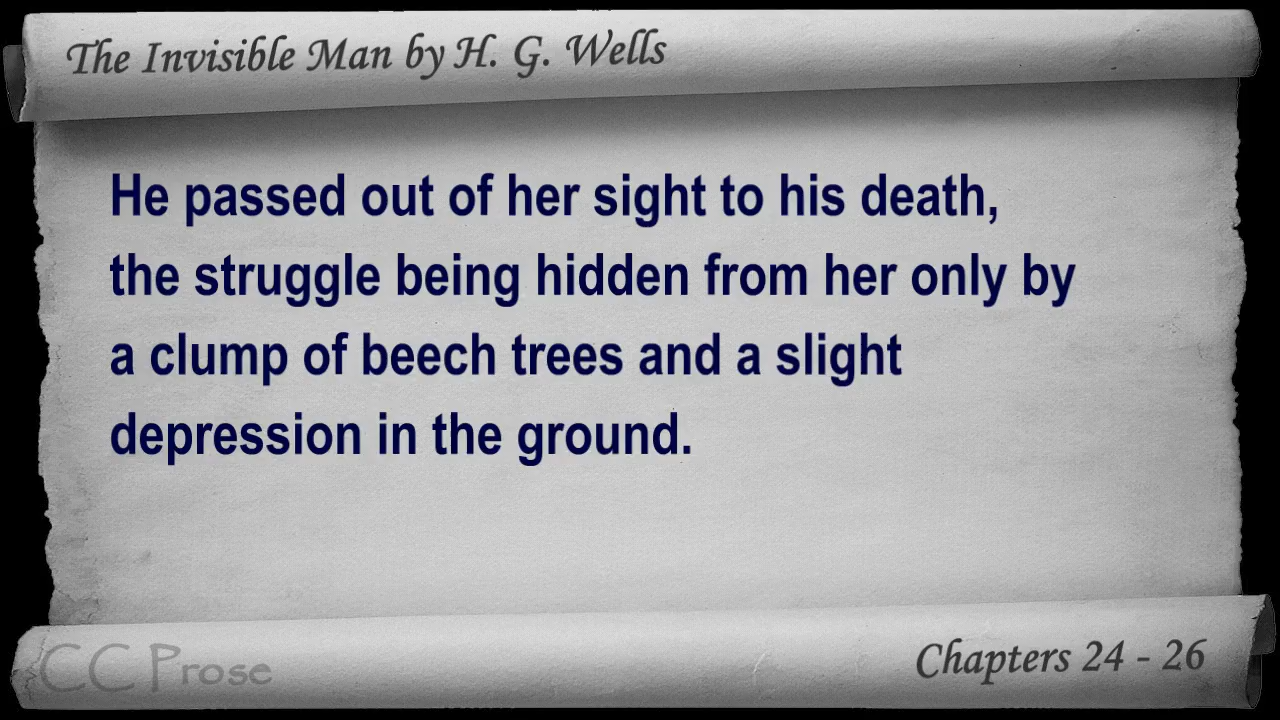 The Invisible Man by H. G. Wells
He passed out of her sight to his death,
the struggle being hidden from her only by
a clump of beech trees and a slight
depression in the ground.
CC Prose
Chapters 24 - 26